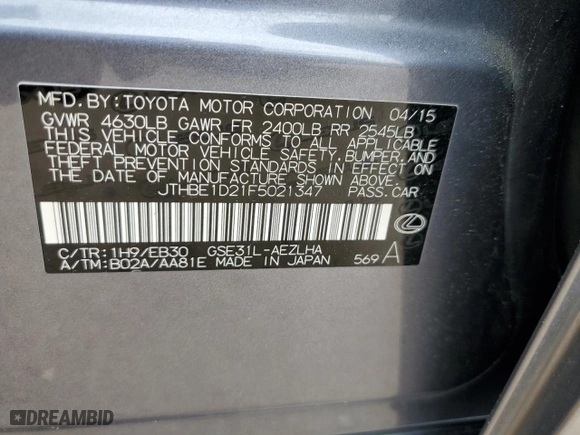 MFD.BY:TOYOTA MOTOR CORPORATION 04/15
GVWR 4630LB GAWR FR 2400LB RR 2545LB
THIS VEHICLE CONFORMS TO ALL APPLICABLE
FEDERAL MOTOR VEHICLE SAFETY,BUMPER,AND
THEFT PREVENTION STANDARDS IN EFFECT ON
THE DATE OF MANUFACTURE SHOWN ABOVE.
JTHBE1D21F5021347 PASS.CAR
C/TR:1H9/EB30 GSE31L-AEZLHA
A/TM:B02A/AA81E MADE IN JAPAN 569 A
DREAMBID